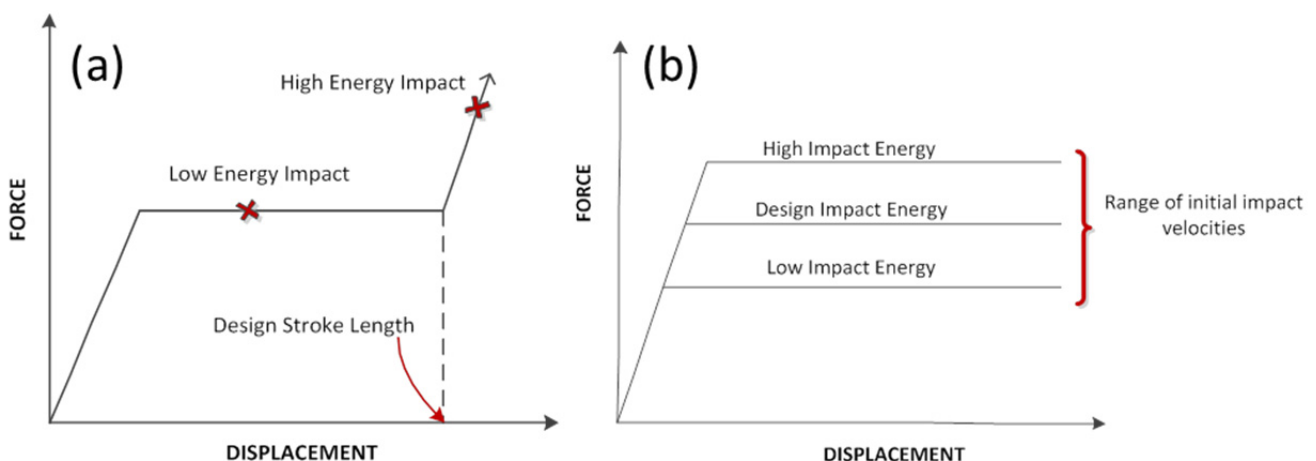 (a)
High Energy Impact
Low Energy Impact
FORCE
Design Stroke Length
DISPLACEMENT
(b)
High Impact Energy
Design Impact Energy
Low Impact Energy
Range of initial impact
velocities
FORCE
DISPLACEMENT